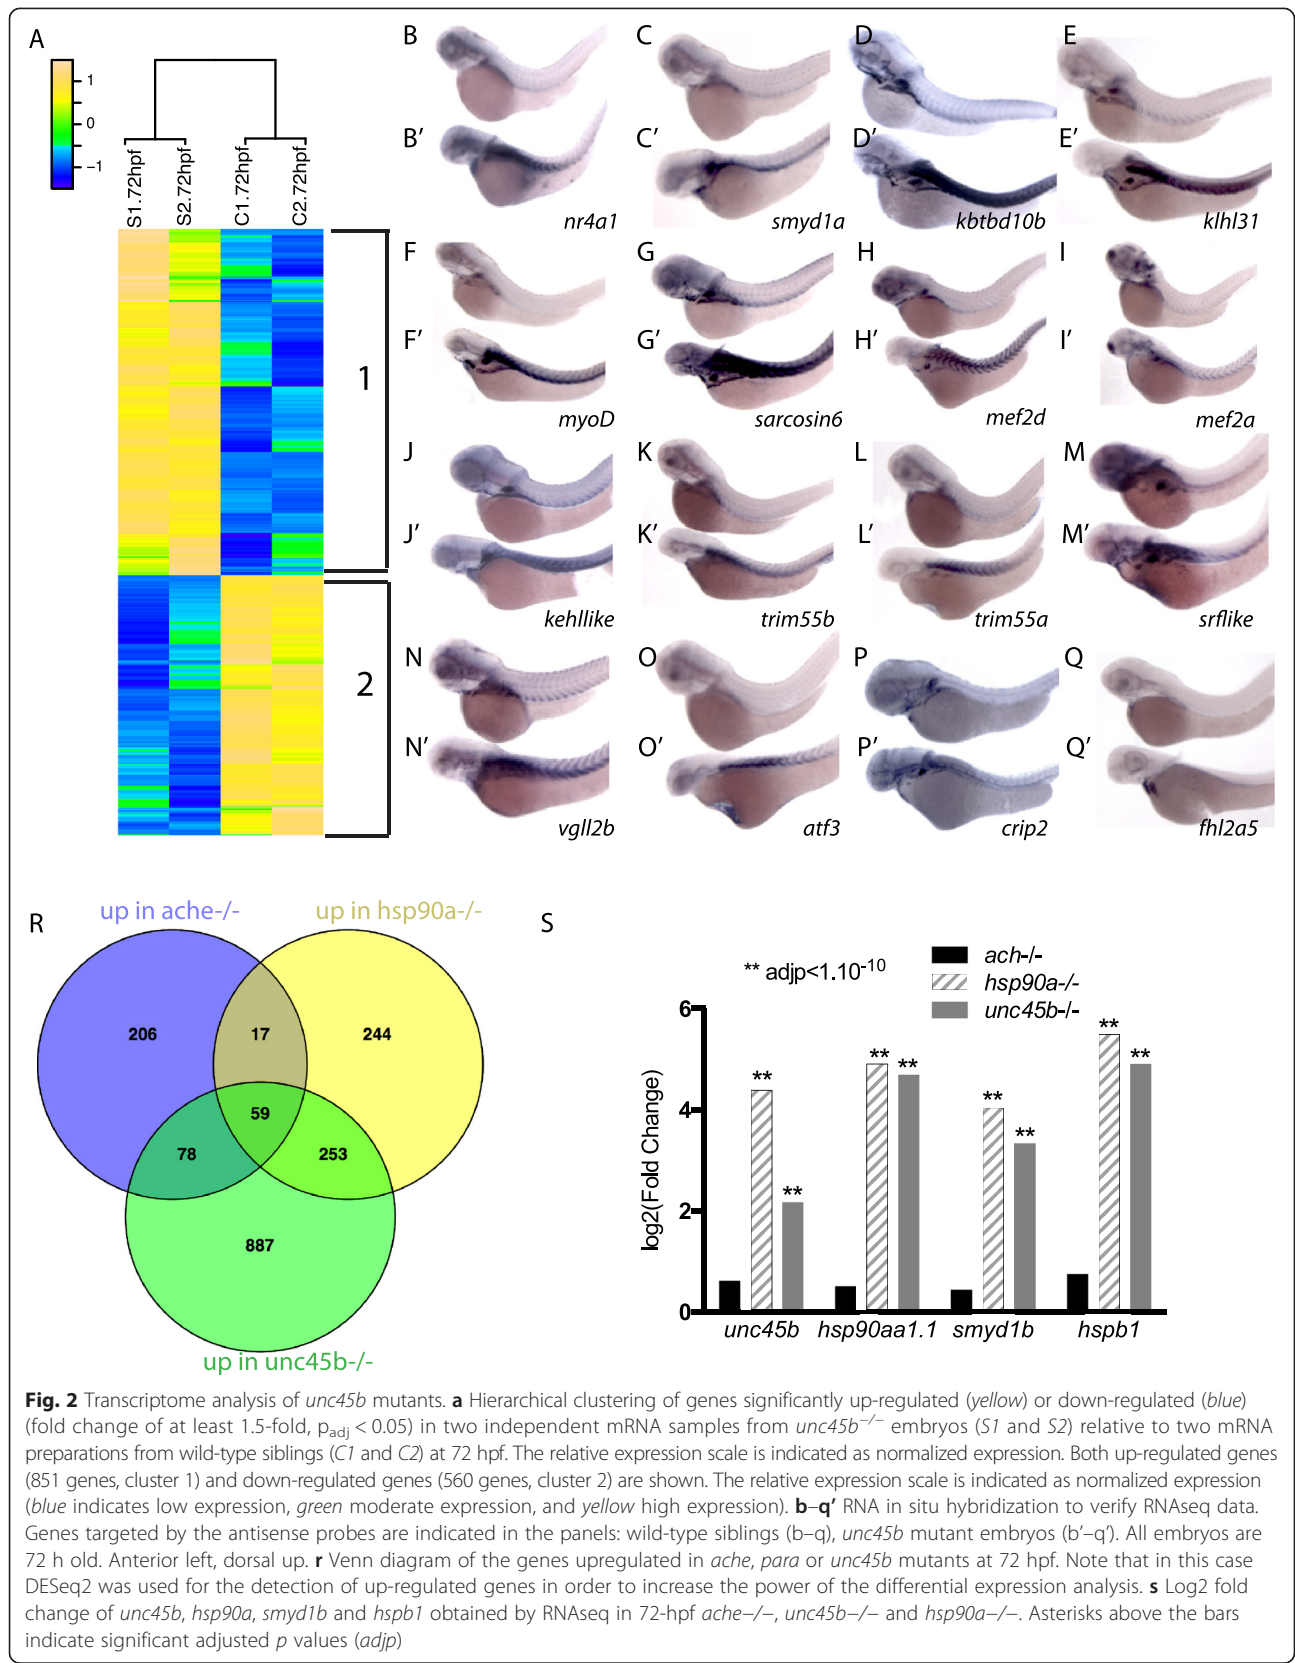 A
1
0
−1
S1.72hpf
S2.72hpf
C1.72hpf
C2.72hpf
1
2
B
B′
nr4a1
C
C′
smyd1a
D
D′
kbtbd10b
E
E′
klhl31
F
F′
myoD
G
G′
sarcosin6
H
H′
mef2d
I
I′
mef2a
J
J′
kehllike
K
K′
trim55b
L
L′
trim55a
M
M′
srflike
N
N′
vgll2b
O
O′
atf3
P
P′
crip2
Q
Q′
fhl2a5
R
up in ache-/-
up in hsp90a-/-
206
17
244
59
78
253
887
up in unc45b-/-
S
** adjp<1.10⁻¹⁰
ach-/-
hsp90a-/-
unc45b-/-
log2(Fold Change)
6
4
2
0
**
**
**
**
**
**
**
**
unc45b
hsp90aa1.1
smyd1b
hspb1
Fig. 2 Transcriptome analysis of unc45b mutants. a Hierarchical clustering of genes significantly up-regulated (yellow) or down-regulated (blue)
(fold change of at least 1.5-fold, padj < 0.05) in two independent mRNA samples from unc45b−/− embryos (S1 and S2) relative to two mRNA
preparations from wild-type siblings (C1 and C2) at 72 hpf. The relative expression scale is indicated as normalized expression. Both up-regulated genes
(851 genes, cluster 1) and down-regulated genes (560 genes, cluster 2) are shown. The relative expression scale is indicated as normalized expression
(blue indicates low expression, green moderate expression, and yellow high expression). b–q′ RNA in situ hybridization to verify RNAseq data.
Genes targeted by the antisense probes are indicated in the panels: wild-type siblings (b–q), unc45b mutant embryos (b′–q′). All embryos are
72 h old. Anterior left, dorsal up. r Venn diagram of the genes upregulated in ache, para or unc45b mutants at 72 hpf. Note that in this case
DESeq2 was used for the detection of up-regulated genes in order to increase the power of the differential expression analysis. s Log2 fold
change of unc45b, hsp90a, smyd1b and hspb1 obtained by RNAseq in 72-hpf ache−/−, unc45b−/− and hsp90a−/−. Asterisks above the bars
indicate significant adjusted p values (adjp)